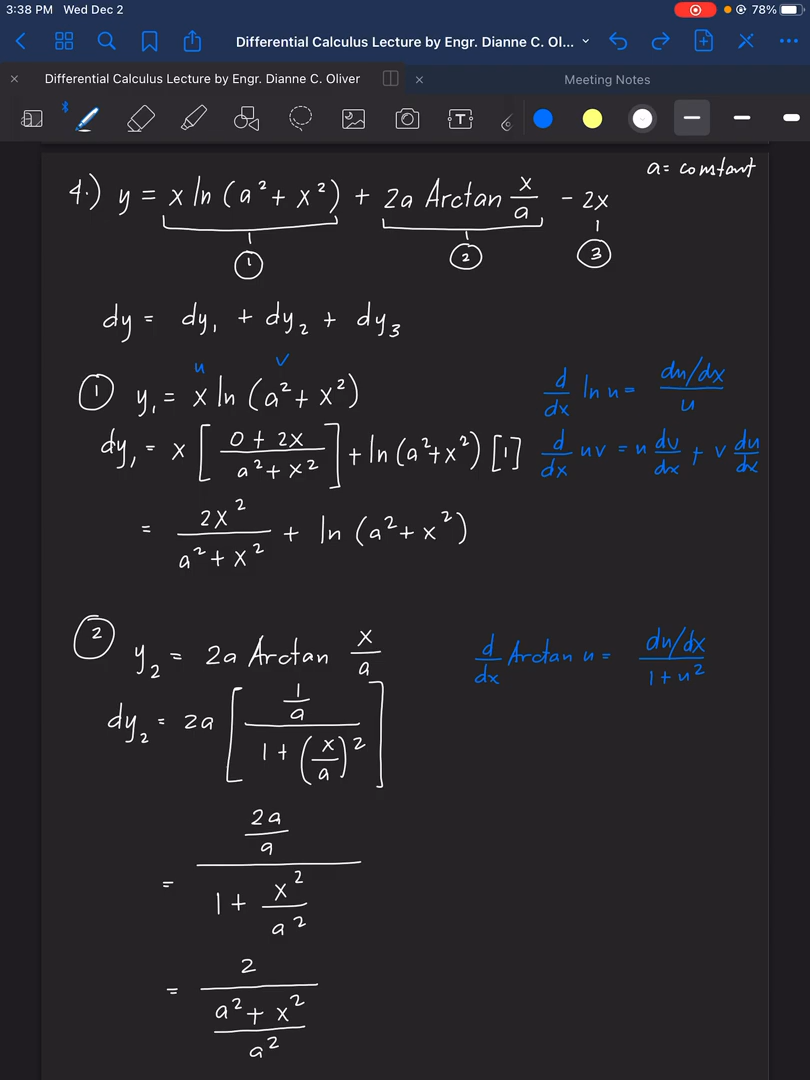 3:38 PM Wed Dec 2 78%
Differential Calculus Lecture by Engr. Dianne C. Ol...
Differential Calculus Lecture by Engr. Dianne C. Oliver
Meeting Notes
a = constant
4.) y = x ln (a² + x²) + 2a Arctan x/a - 2x
① ② ③
dy = dy₁ + dy₂ + dy₃
u v
① y₁ = x ln (a² + x²)
d/dx ln u = (du/dx)/u
dy₁ = x [(0 + 2x)/(a² + x²)] + ln (a² + x²) [1]
d/dx uv = u dv/dx + v du/dx
= 2x²/(a² + x²) + ln (a² + x²)
② y₂ = 2a Arctan x/a
d/dx Arctan u = (du/dx)/(1 + u²)
dy₂ = 2a [(1/a)/(1 + (x/a)²)]
= (2a/a)/(1 + x²/a²)
= 2/((a² + x²)/a²)